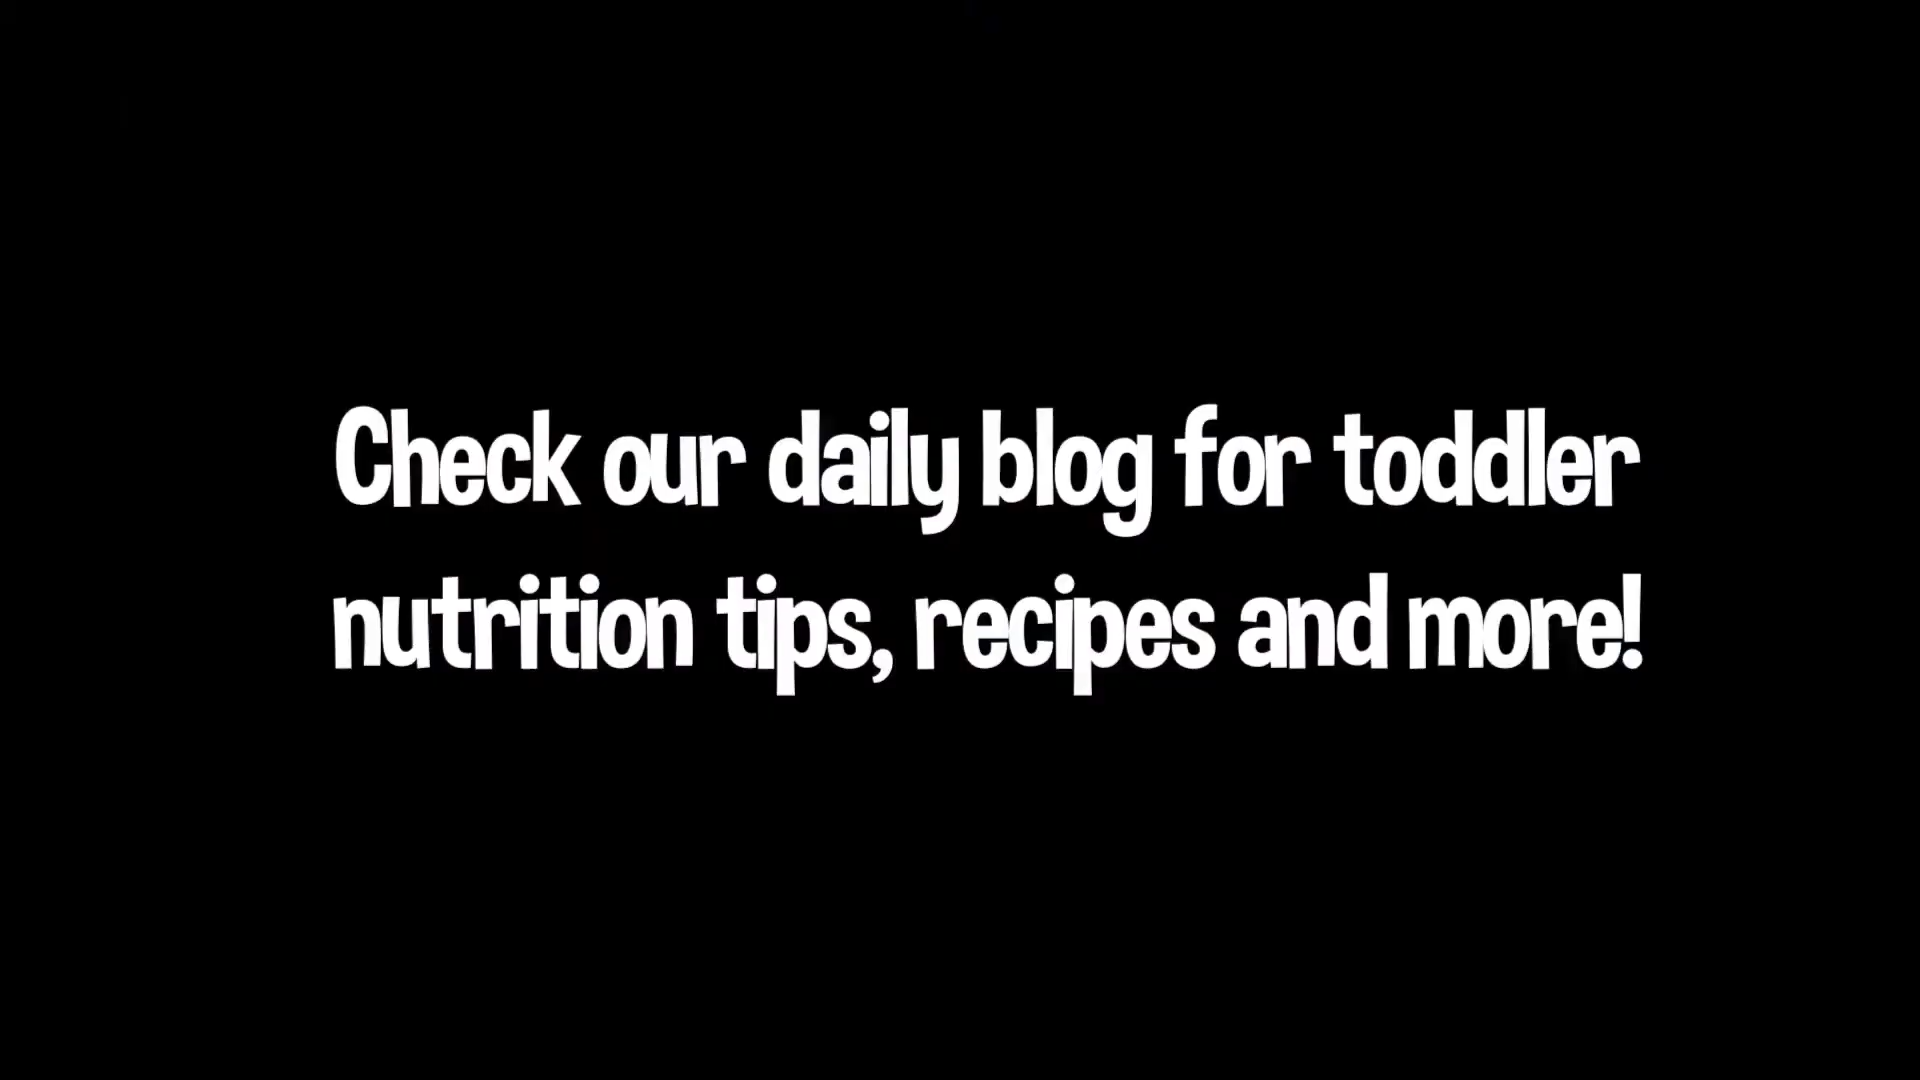 Check our daily blog for toddler
nutrition tips, recipes and more!